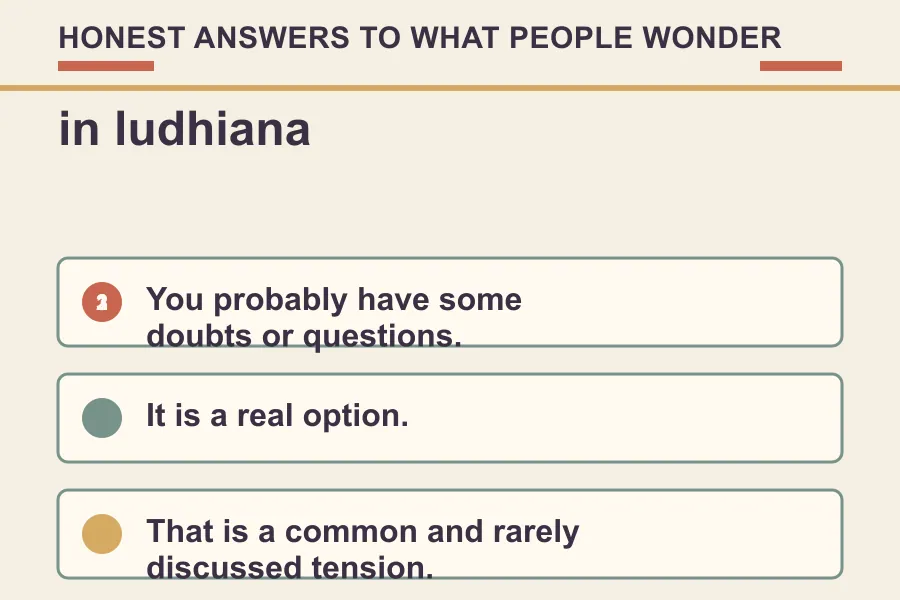 HONEST ANSWERS TO WHAT PEOPLE WONDER
in ludhiana
You probably have some
doubts or questions.
It is a real option.
That is a common and rarely
discussed tension.